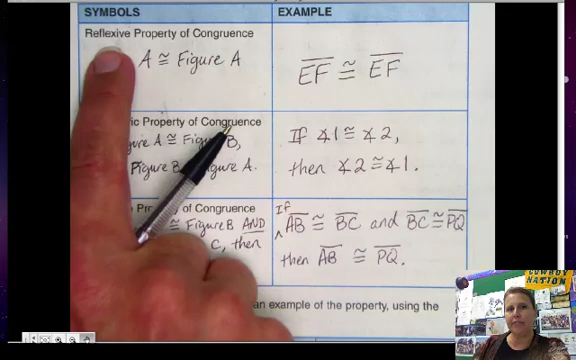 SYMBOLS
EXAMPLE
Reflexive Property of Congruence
A ≅ Figure A
EF ≅ EF
Property of Congruence
A ≅ Figure B,
Figure B Figure A.
If ∡1 ≅ ∡2,
then ∡2 ≅ ∡1.
of Congruence
≅ Figure B AND
C, then
If AB ≅ BC and BC ≅ PQ
then AB ≅ PQ.
an example of the property, using the
COWBOY
NATION